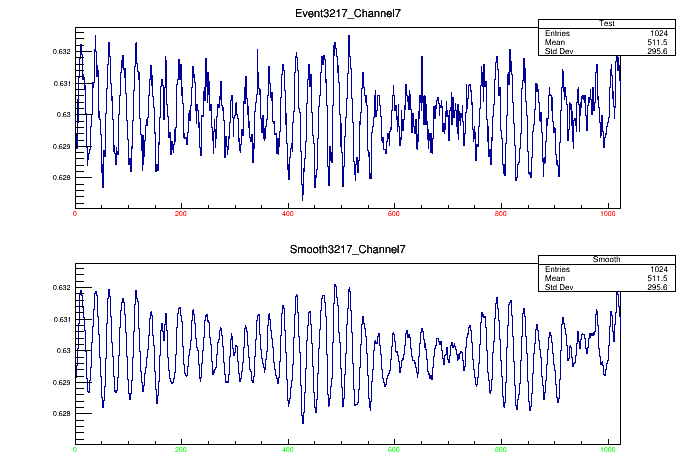 Event3217_Channel7
Test
Entries 1024
Mean 511.5
Std Dev 295.6
0.632
0.631
0.63
0.629
0.628
0 200 400 600 800 1000
Smooth3217_Channel7
Smooth
Entries 1024
Mean 511.5
Std Dev 295.6
0.632
0.631
0.63
0.629
0.628
0 200 400 600 800 1000